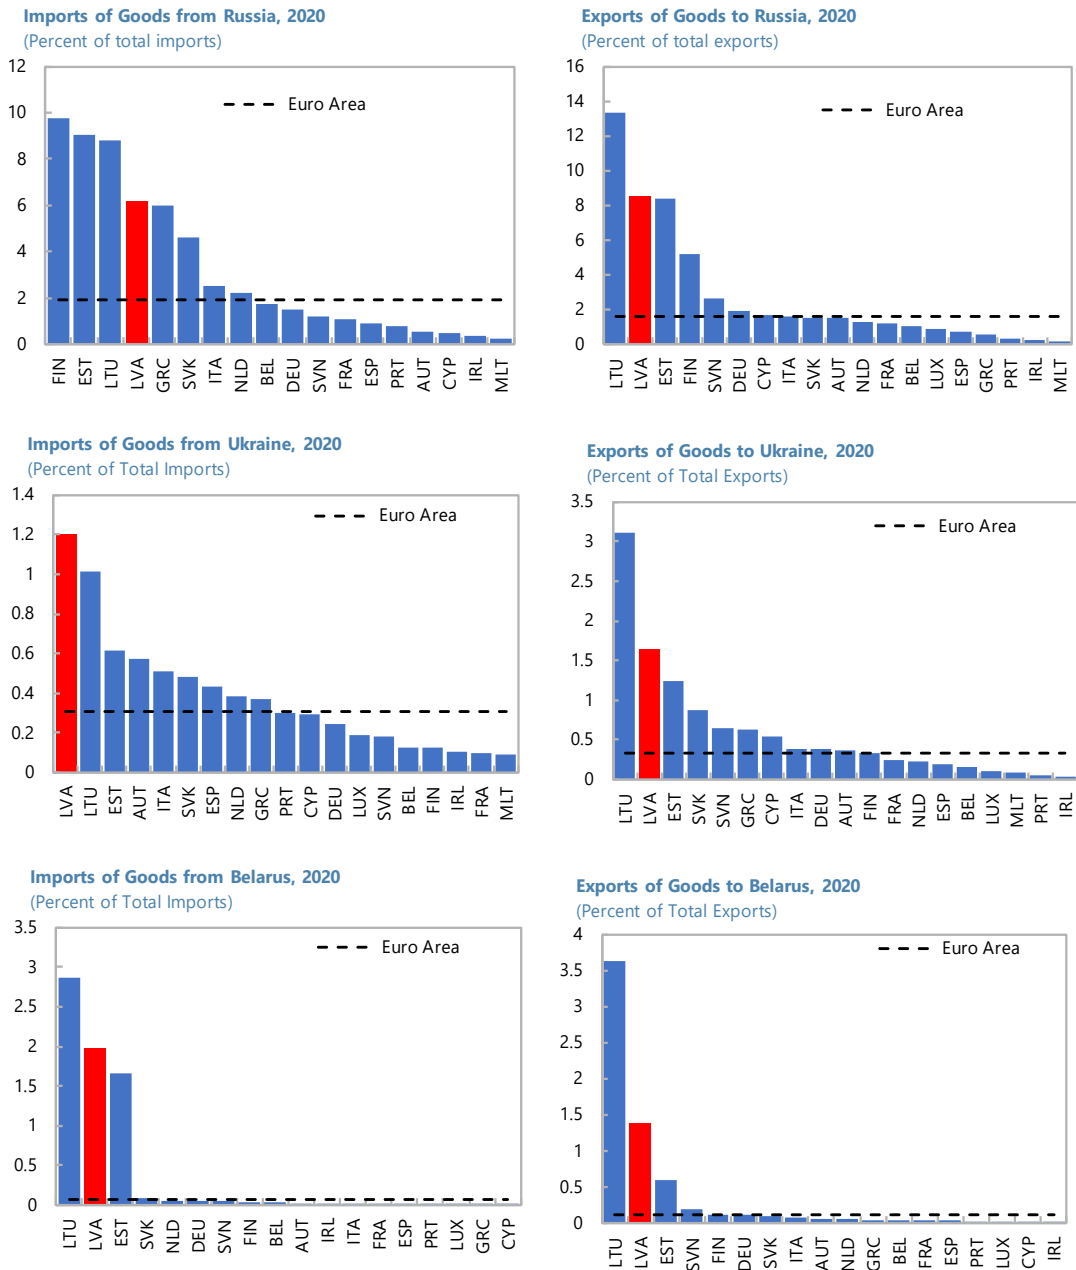 Imports of Goods from Russia, 2020
(Percent of total imports)
12
10
8
6
4
2
0
Euro Area
FIN EST LTU LVA GRC SVK ITA NLD BEL DEU SVN FRA ESP PRT AUT CYP IRL MLT
Exports of Goods to Russia, 2020
(Percent of total exports)
16
14
12
10
8
6
4
2
0
Euro Area
LTU LVA EST FIN SVN DEU CYP ITA SVK AUT NLD FRA BEL LUX ESP GRC PRT IRL MLT
Imports of Goods from Ukraine, 2020
(Percent of Total Imports)
1.4
1.2
1
0.8
0.6
0.4
0.2
0
Euro Area
LVA LTU EST AUT ITA SVK ESP NLD GRC PRT CYP DEU LUX SVN BEL FIN IRL FRA MLT
Exports of Goods to Ukraine, 2020
(Percent of Total Exports)
3.5
3
2.5
2
1.5
1
0.5
0
Euro Area
LTU LVA EST SVK SVN GRC CYP ITA DEU AUT FIN FRA NLD ESP BEL LUX MLT PRT IRL
Imports of Goods from Belarus, 2020
(Percent of Total Imports)
3.5
3
2.5
2
1.5
1
0.5
0
Euro Area
LTU LVA EST SVK NLD DEU SVN FIN BEL AUT IRL ITA FRA ESP PRT LUX GRC CYP
Exports of Goods to Belarus, 2020
(Percent of Total Exports)
4
3.5
3
2.5
2
1.5
1
0.5
0
Euro Area
LTU LVA EST SVN FIN DEU SVK ITA AUT NLD GRC BEL FRA ESP PRT LUX CYP IRL